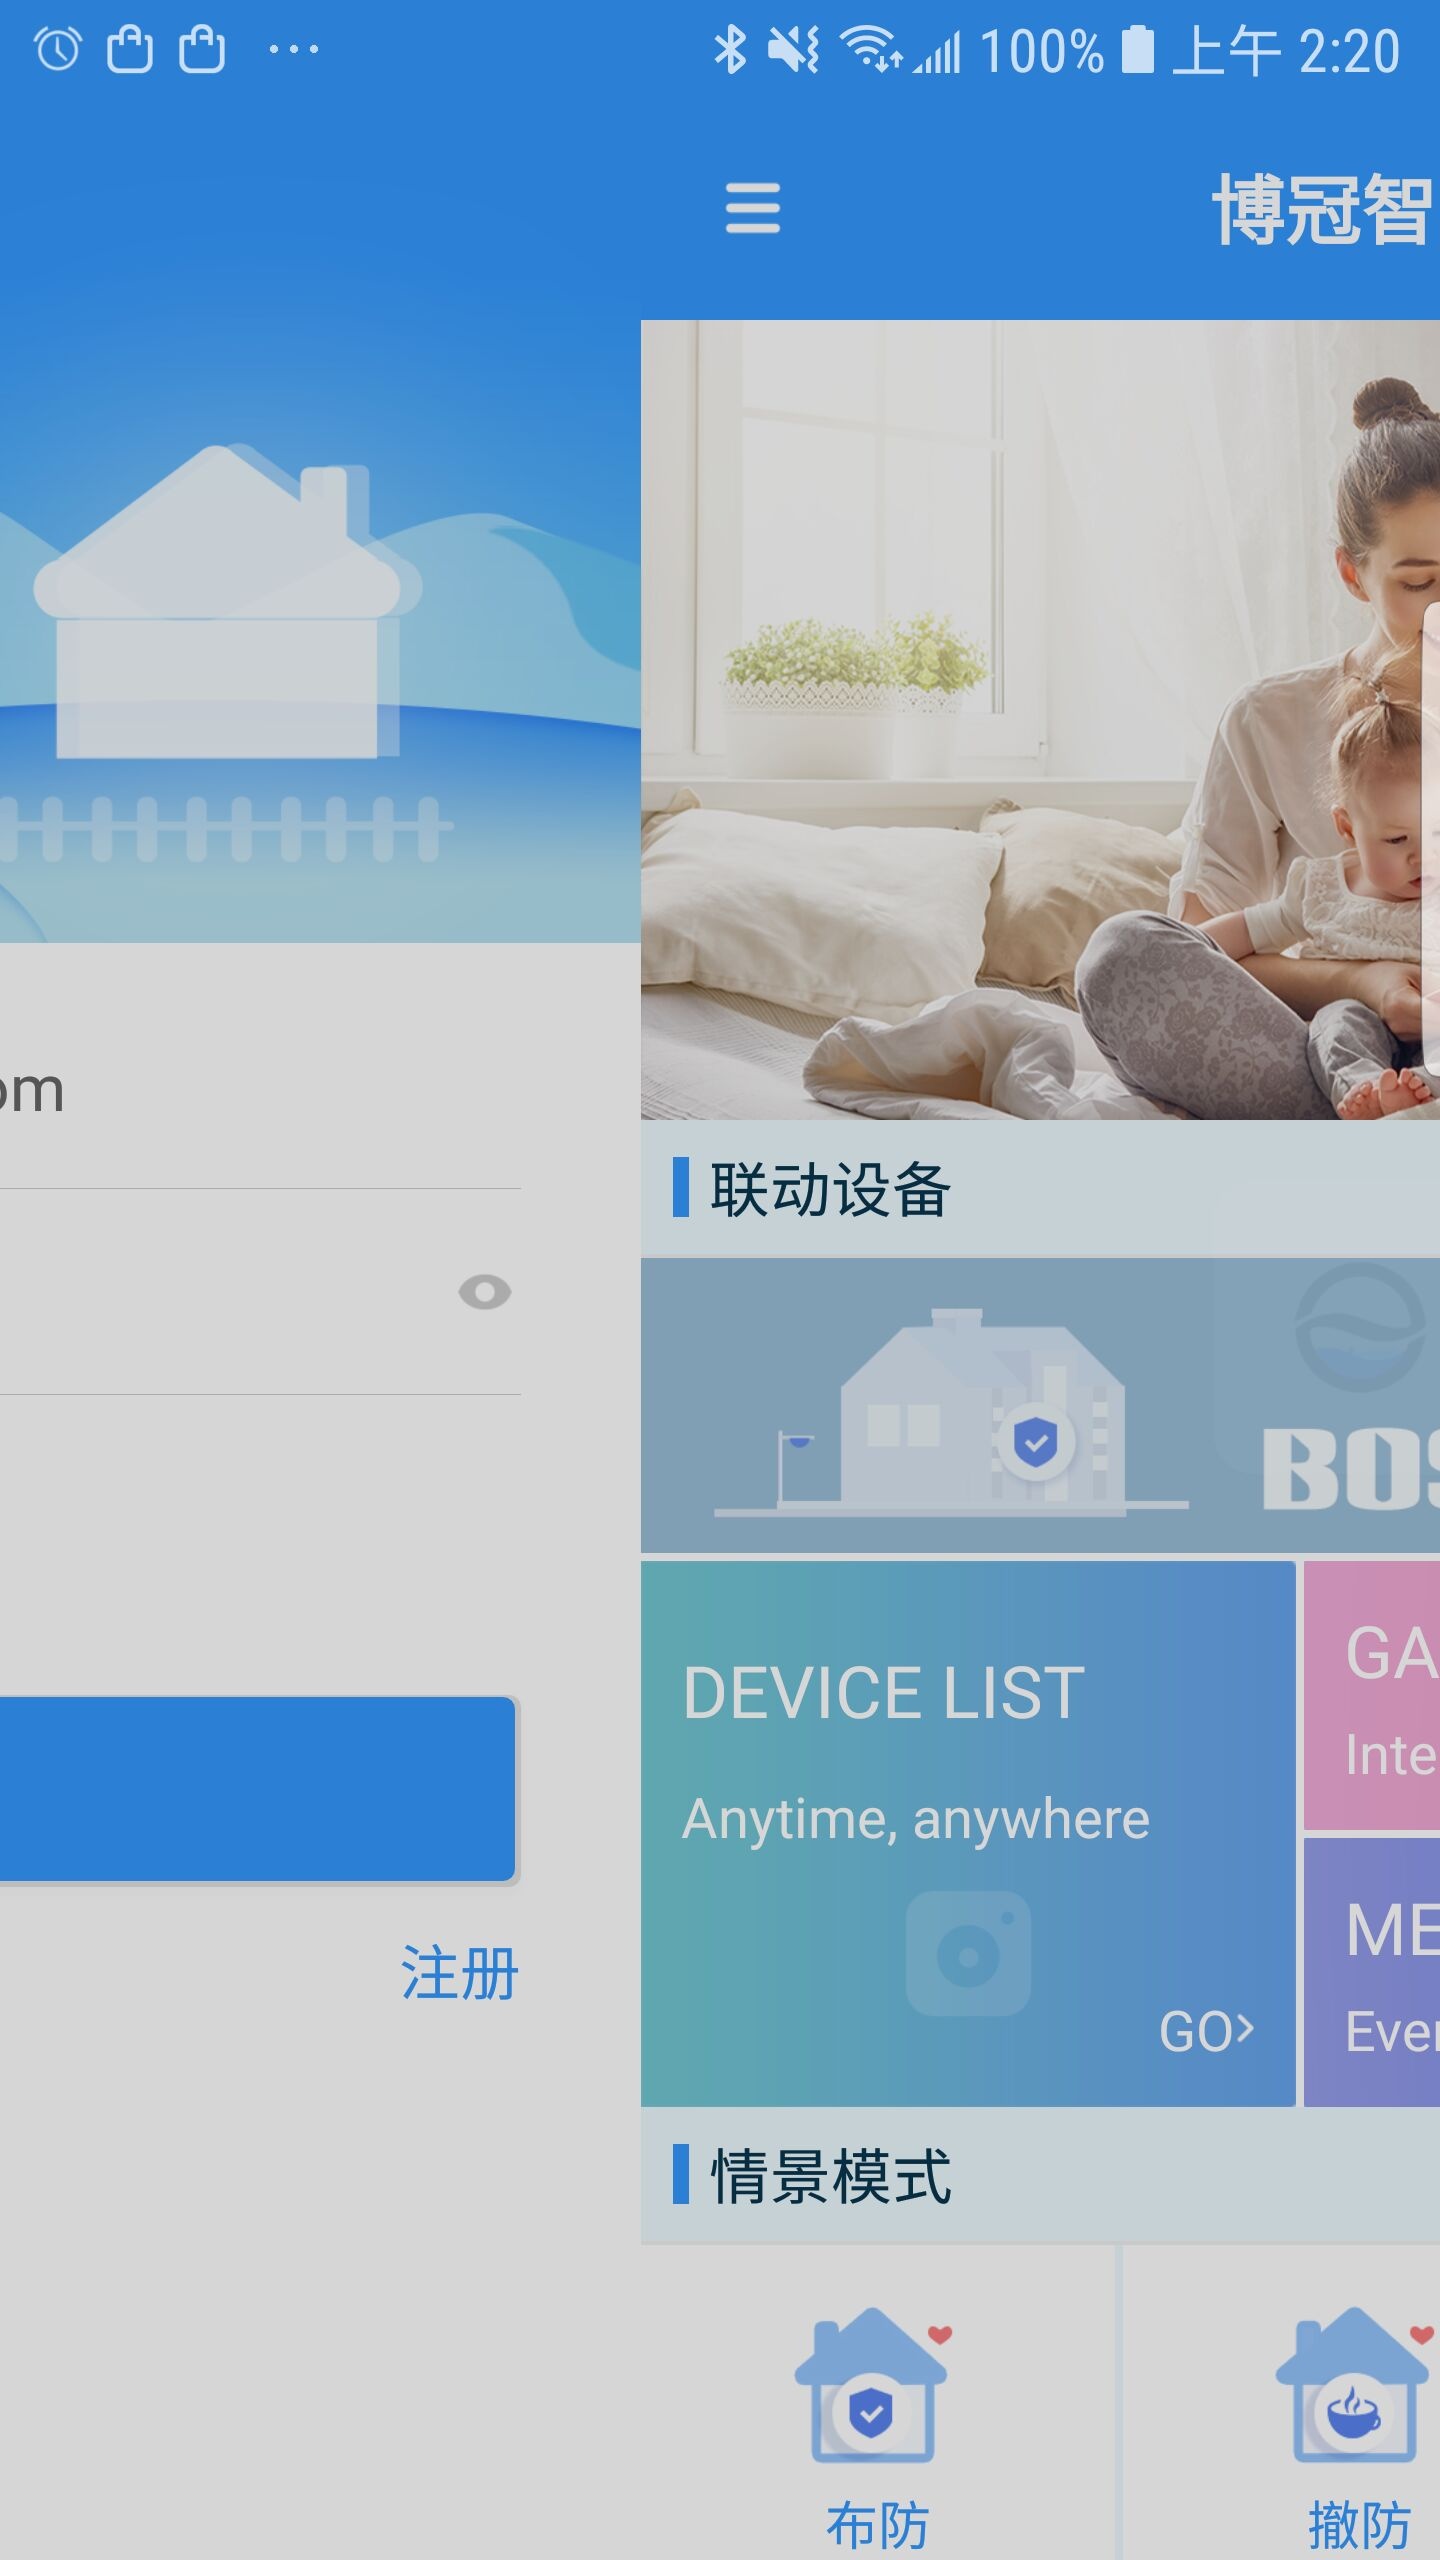 100% 上午 2:20
博冠智
om
注册
联动设备
BOS
DEVICE LIST
Anytime, anywhere
GO
GA
Inte
ME
Ever
情景模式
布防
撤防